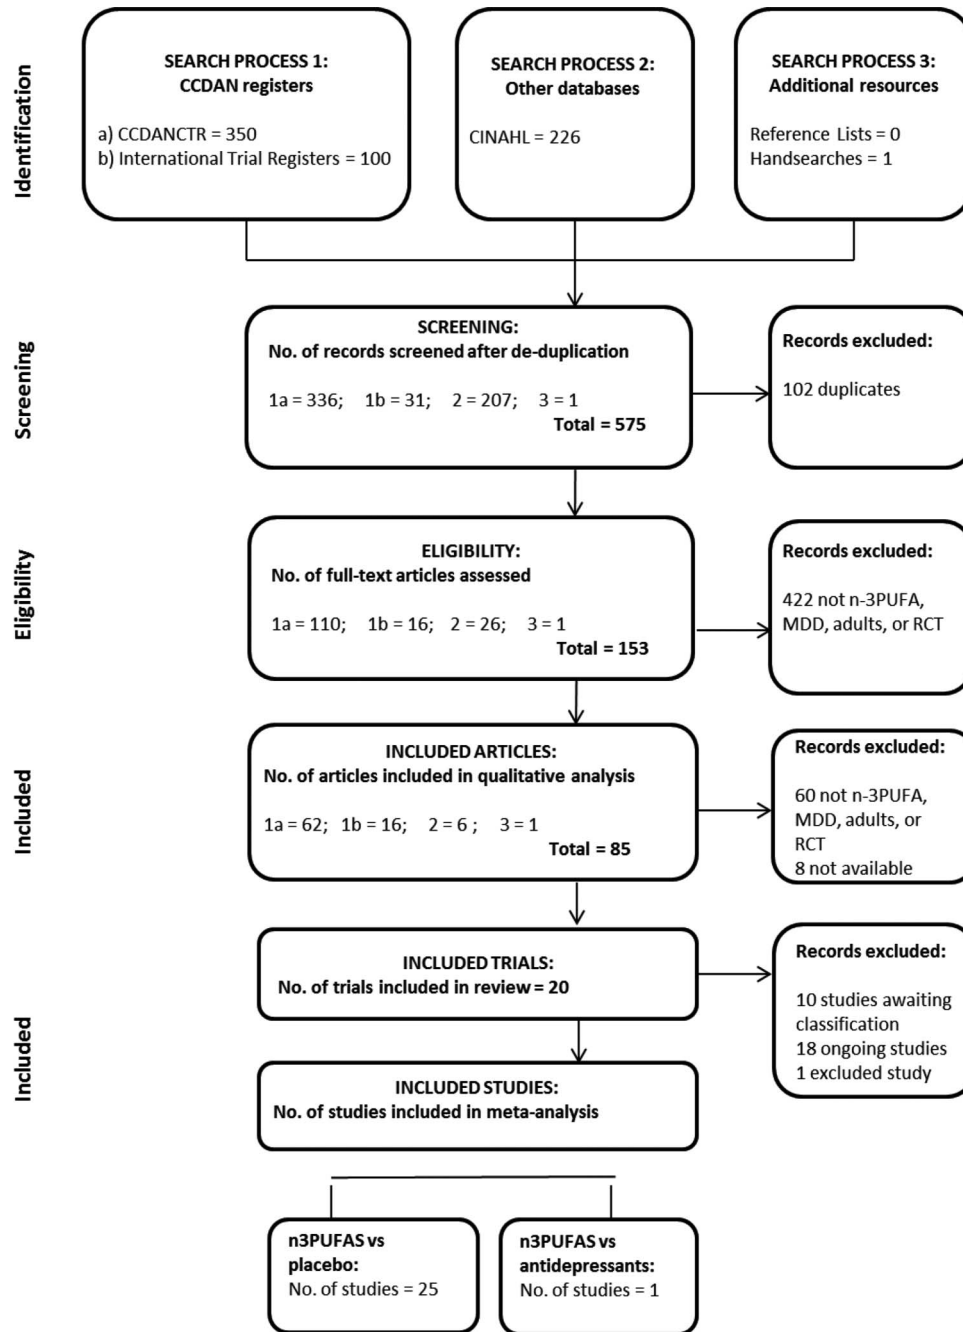 Identification
SEARCH PROCESS 1:
CCDAN registers
a) CCDANCTR = 350
b) International Trial Registers = 100
SEARCH PROCESS 2:
Other databases
CINAHL = 226
SEARCH PROCESS 3:
Additional resources
Reference Lists = 0
Handsearches = 1
Screening
SCREENING:
No. of records screened after de-duplication
1a = 336; 1b = 31; 2 = 207; 3 = 1
Total = 575
Records excluded:
102 duplicates
Eligibility
ELIGIBILITY:
No. of full-text articles assessed
1a = 110; 1b = 16; 2 = 26; 3 = 1
Total = 153
Records excluded:
422 not n-3PUFA,
MDD, adults, or RCT
Included
INCLUDED ARTICLES:
No. of articles included in qualitative analysis
1a = 62; 1b = 16; 2 = 6 ; 3 = 1
Total = 85
Records excluded:
60 not n-3PUFA,
MDD, adults, or
RCT
8 not available
Included
INCLUDED TRIALS:
No. of trials included in review = 20
Records excluded:
10 studies awaiting
classification
18 ongoing studies
1 excluded study
INCLUDED STUDIES:
No. of studies included in meta-analysis
n3PUFAS vs
placebo:
No. of studies = 25
n3PUFAS vs
antidepressants:
No. of studies = 1